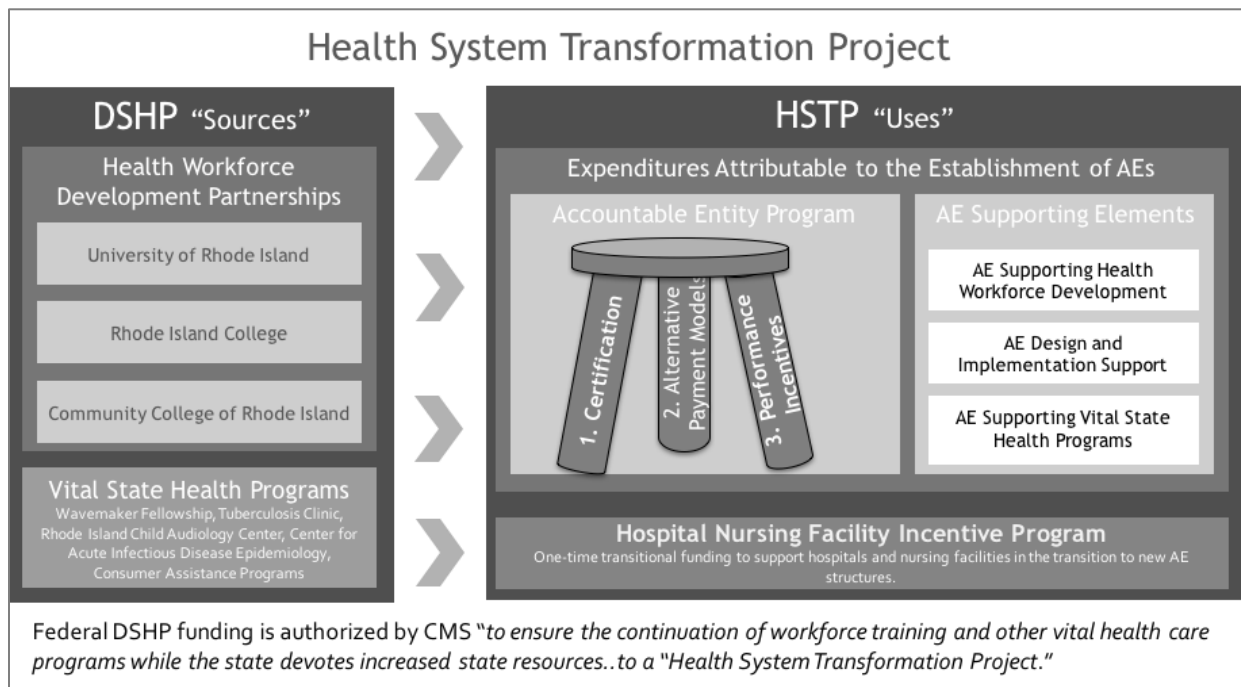 Health System Transformation Project
DSHP “Sources”
Health Workforce
Development Partnerships
University of Rhode Island
Rhode Island College
Community College of Rhode Island
Vital State Health Programs
Wavemaker Fellowship, Tuberculosis Clinic,
Rhode Island Child Audiology Center, Center for
Acute Infectious Disease Epidemiology,
Consumer Assistance Programs
HSTP “Uses”
Expenditures Attributable to the Establishment of AEs
Accountable Entity Program
1. Certification
2. Alternative
Payment Models
3. Performance
Incentives
AE Supporting Elements
AE Supporting Health
Workforce Development
AE Design and
Implementation Support
AE Supporting Vital State
Health Programs
Hospital Nursing Facility Incentive Program
One-time transitional funding to support hospitals and nursing facilities in the transition to new AE
structures.
Federal DSHP funding is authorized by CMS “to ensure the continuation of workforce training and other vital health care
programs while the state devotes increased state resources..to a “Health System Transformation Project.”